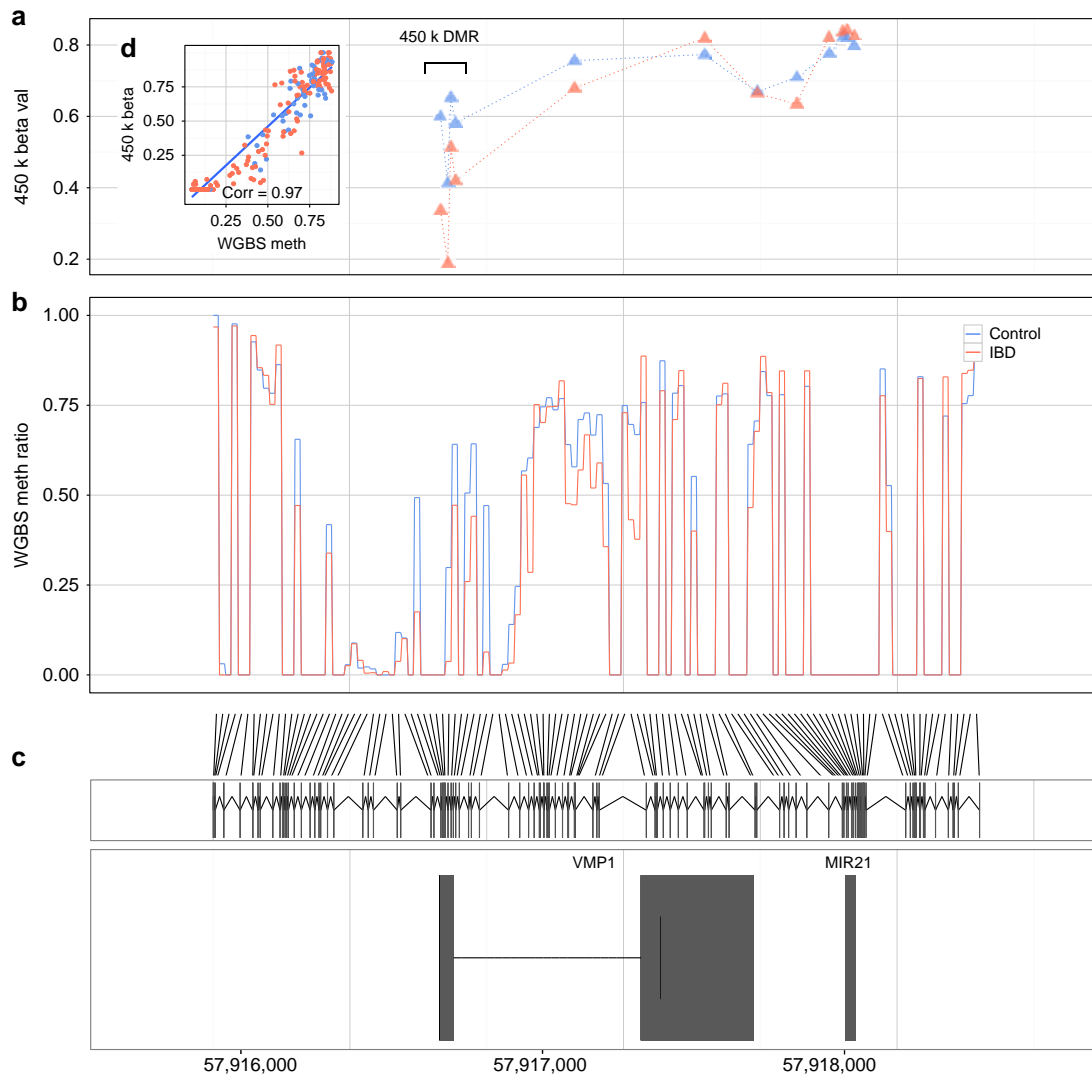 a
450 k beta val
0.8
0.6
0.4
0.2
450 k DMR
d
450 k beta
0.75
0.50
0.25
Corr = 0.97
0.25 0.50 0.75
WGBS meth
b
WGBS meth ratio
1.00
0.75
0.50
0.25
0.00
Control
IBD
c
VMP1 MIR21
57,916,000 57,917,000 57,918,000